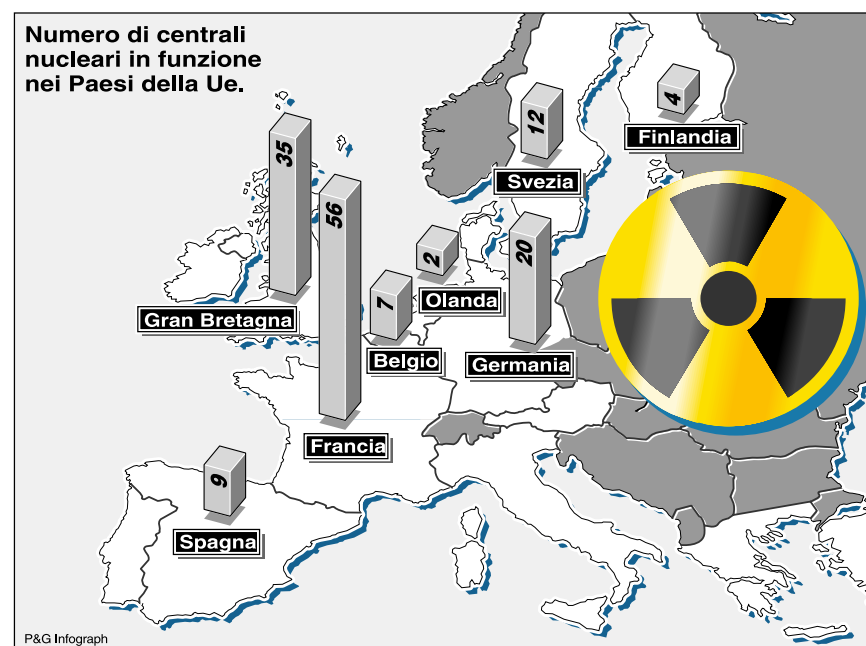 Numero di centrali
nucleari in funzione
nei Paesi della Ue.
4
Finlandia
12
Svezia
35
Gran Bretagna
56
Francia
2
Olanda
7
Belgio
20
Germania
9
Spagna
P&G Infograph